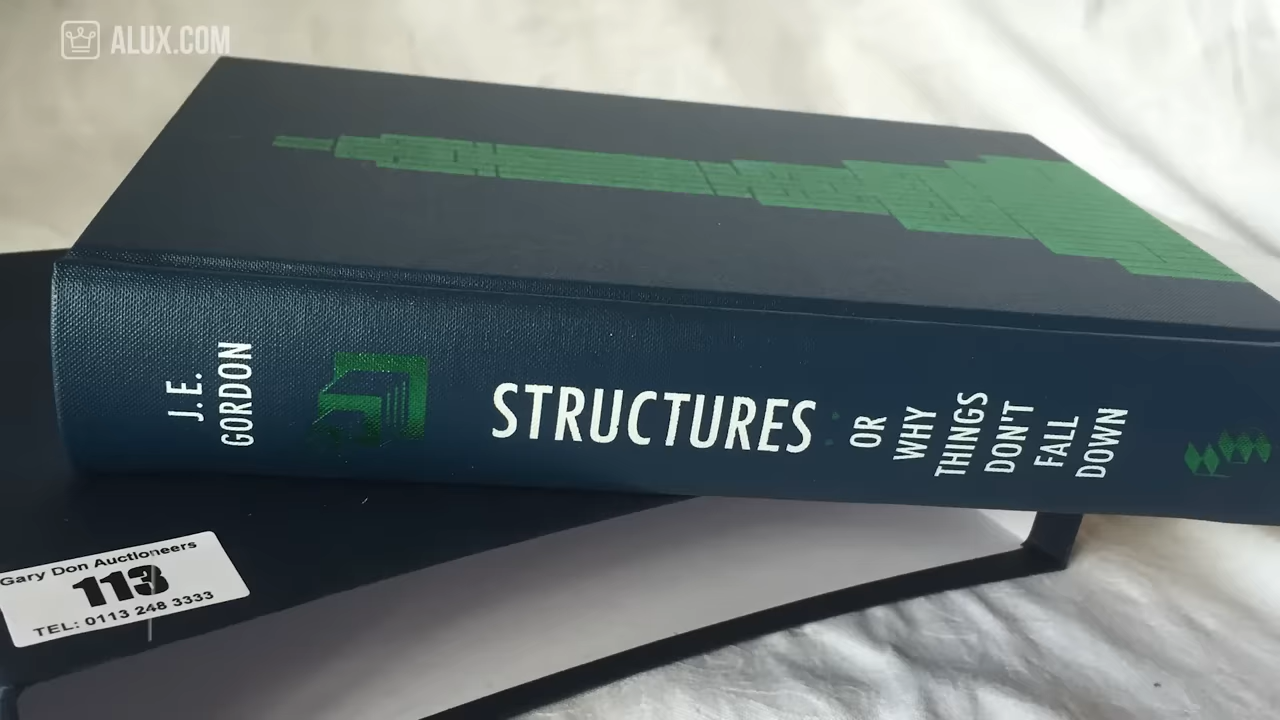 ALUX.COM
J.E.
GORDON
STRUCTURES
OR
WHY
THINGS
DON'T
FALL
DOWN
Gary Don Auctioneers
113
TEL: 0113 248 3333